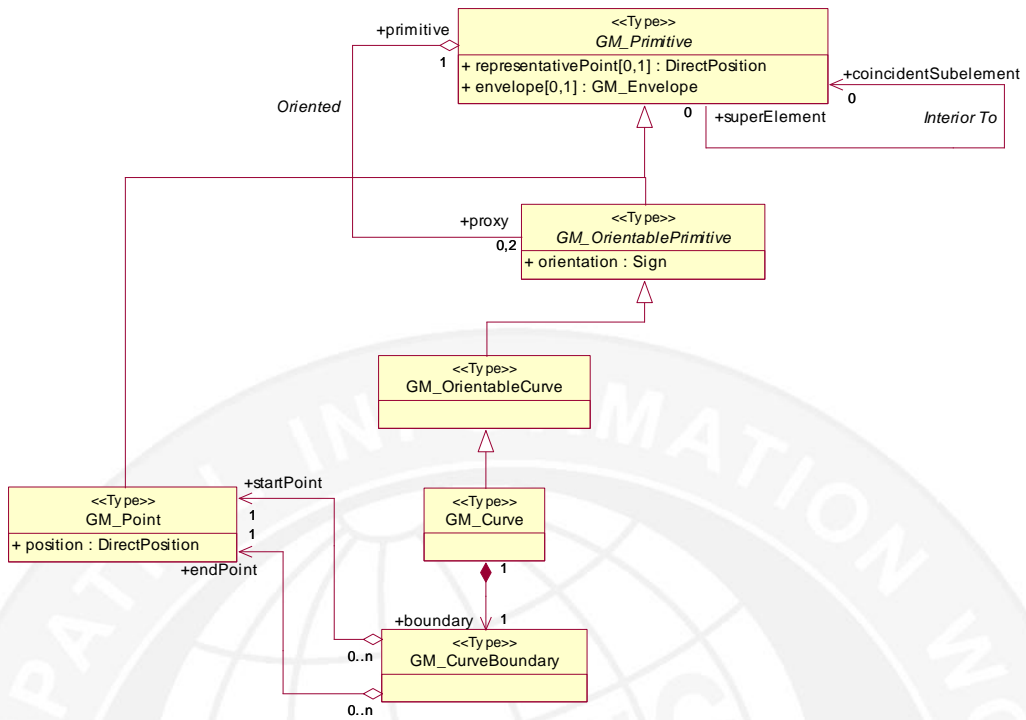 <<Type>>
GM_Primitive
+ representativePoint[0,1] : DirectPosition
+ envelope[0,1] : GM_Envelope
+primitive
1
Oriented
+coincidentSubelement
0
0
+superElement
Interior To
+proxy
0,2
<<Type>>
GM_OrientablePrimitive
+ orientation : Sign
<<Type>>
GM_OrientableCurve
<<Type>>
GM_Point
+ position : DirectPosition
+startPoint
1
1
+endPoint
<<Type>>
GM_Curve
1
+boundary
1
0..n
<<Type>>
GM_CurveBoundary
0..n